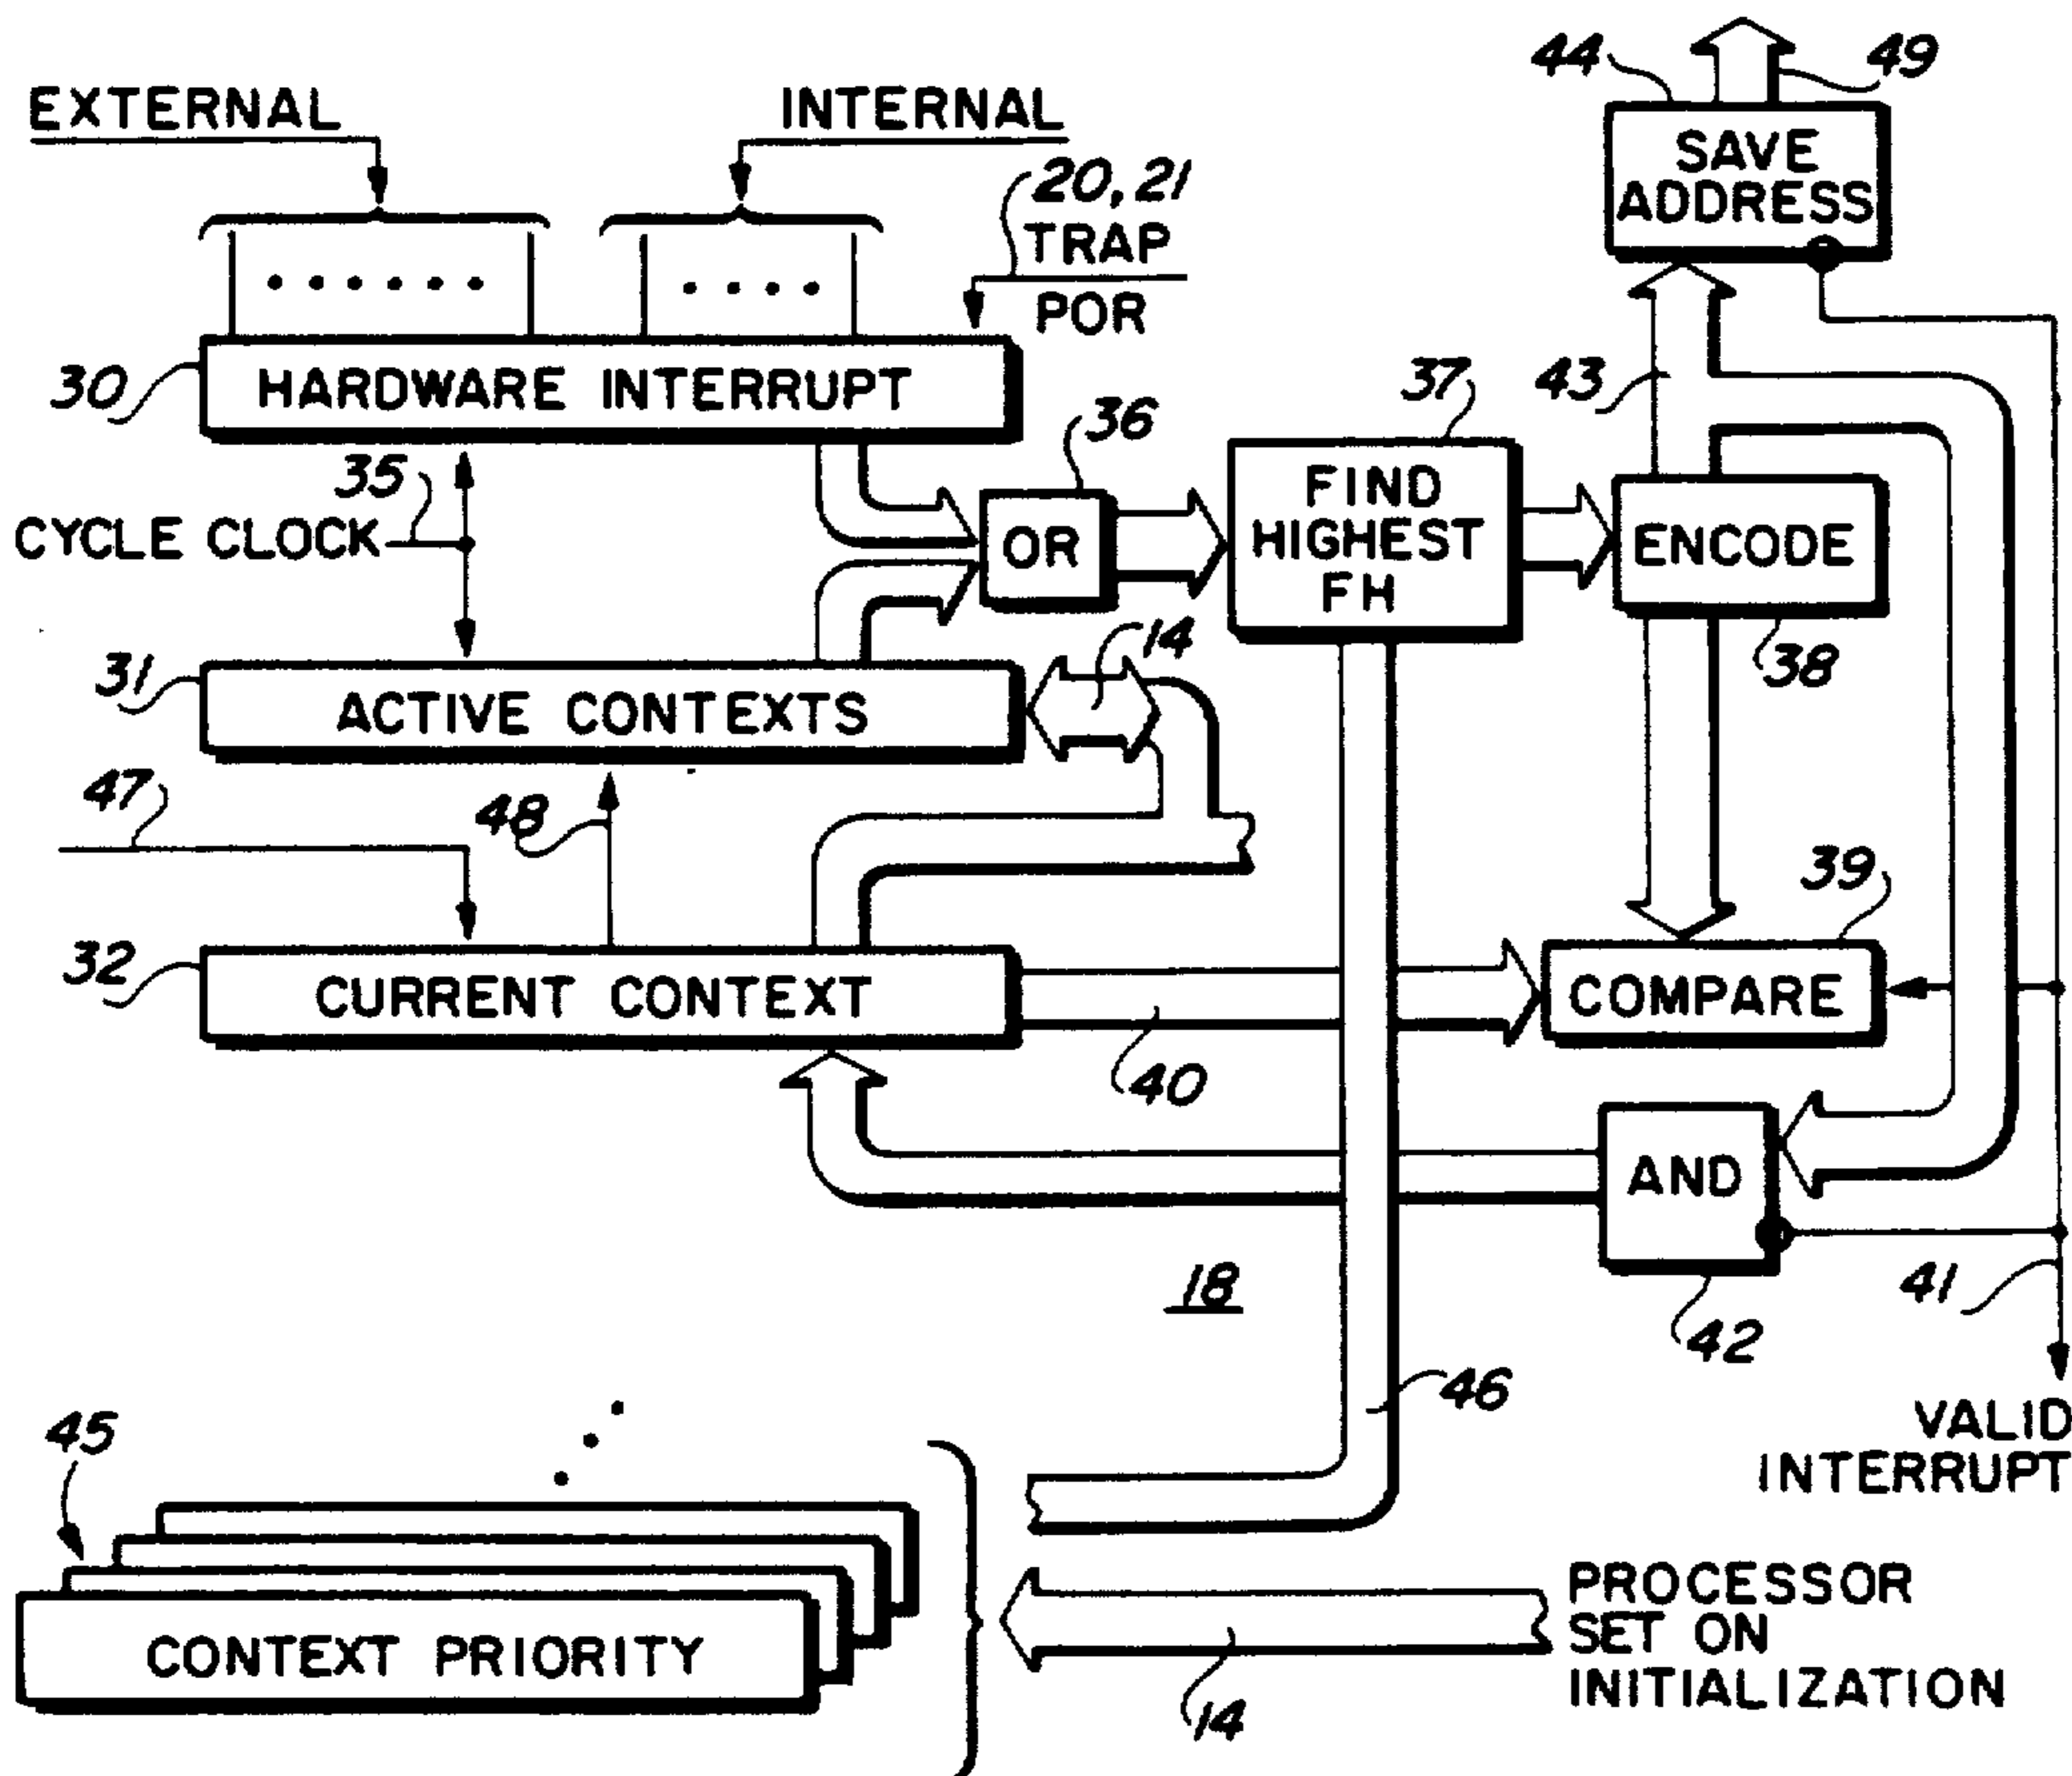 EXTERNAL
INTERNAL
20, 21
TRAP
POR
44
49
SAVE
ADDRESS
30
HARDWARE INTERRUPT
35
CYCLE CLOCK
36
OR
37
FIND
HIGHEST
FH
43
ENCODE
38
31
ACTIVE CONTEXTS
14
47
48
39
32
CURRENT CONTEXT
COMPARE
40
AND
18
42
41
46
VALID
INTERRUPT
45
CONTEXT PRIORITY
PROCESSOR
SET ON
INITIALIZATION
14